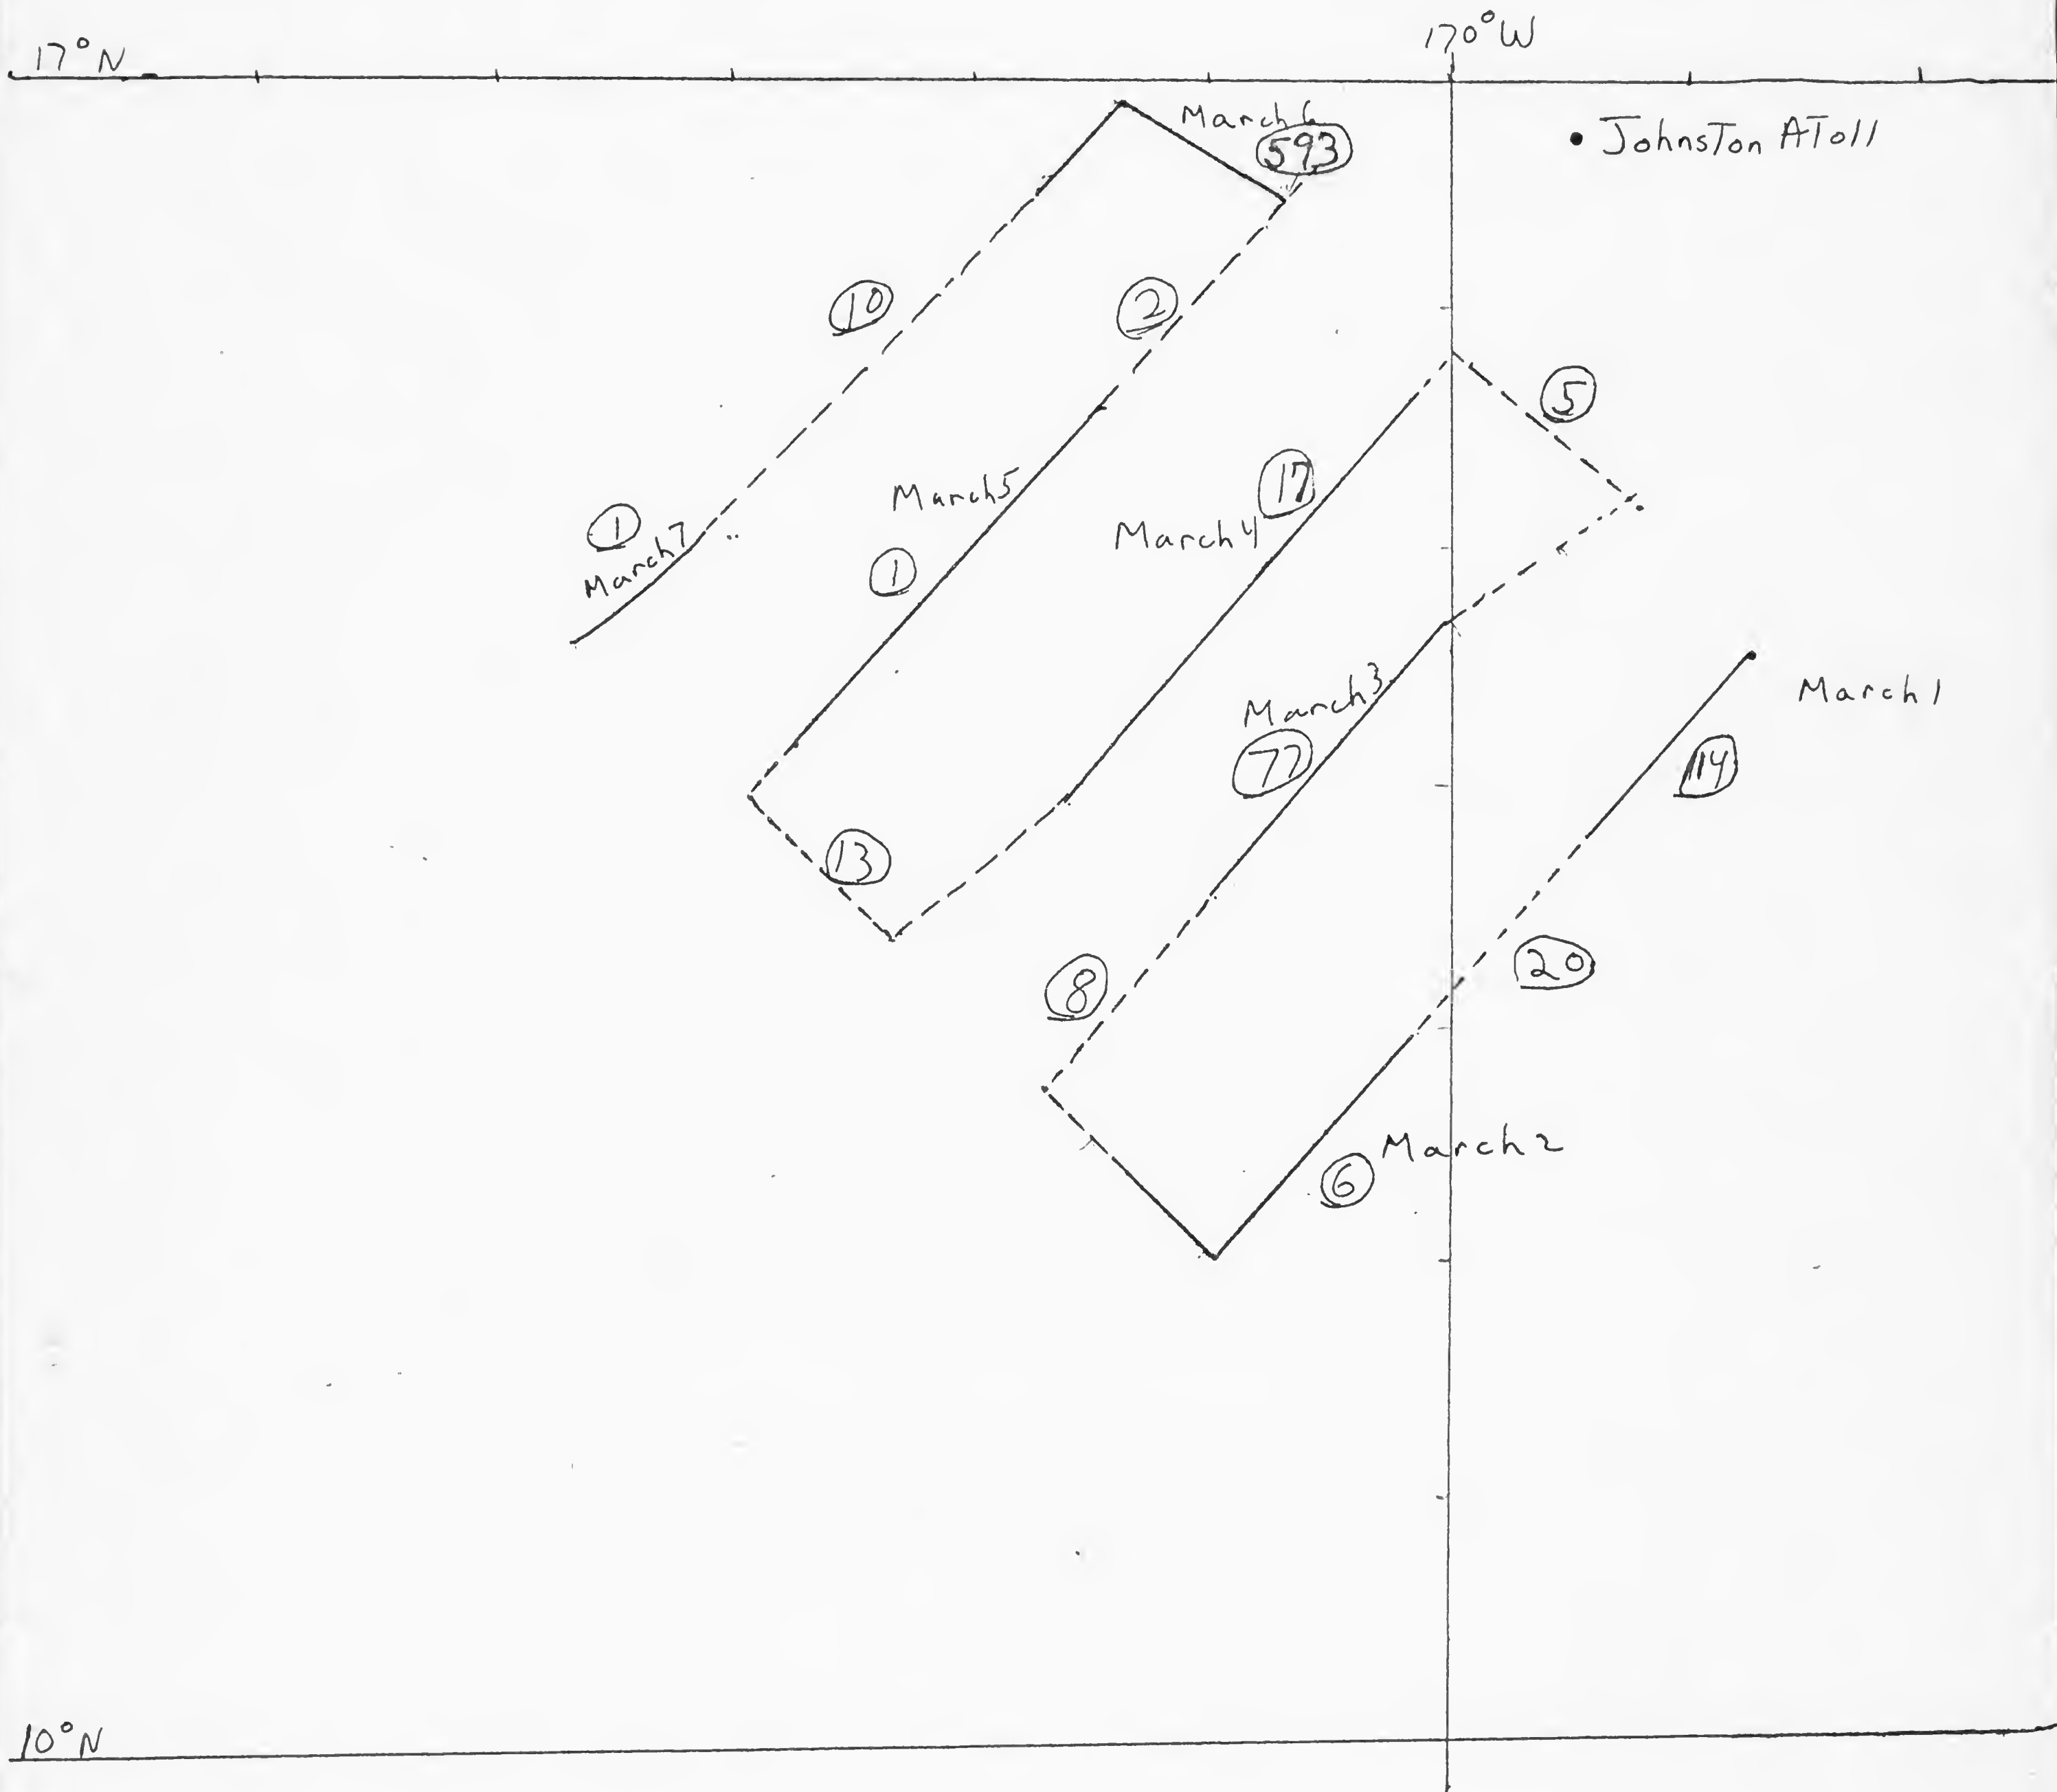 170°W
17°N
March 6
593
• Johnston Atoll
10
2
5
March 5
17
1
March 4
March 7
1
March 3
March 1
77
114
13
20
8
March 2
6
10°N